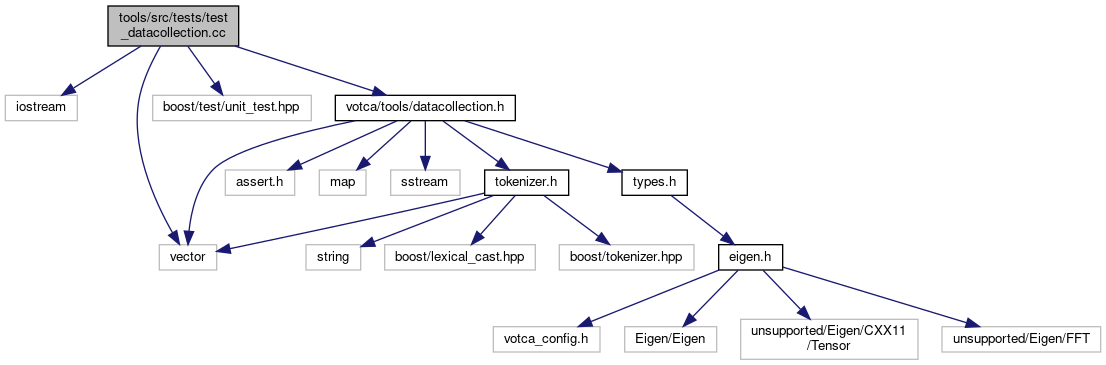 tools/src/tests/test
_datacollection.cc
iostream
boost/test/unit_test.hpp
votca/tools/datacollection.h
assert.h
map
sstream
tokenizer.h
types.h
vector
string
boost/lexical_cast.hpp
boost/tokenizer.hpp
eigen.h
votca_config.h
Eigen/Eigen
unsupported/Eigen/CXX11
/Tensor
unsupported/Eigen/FFT